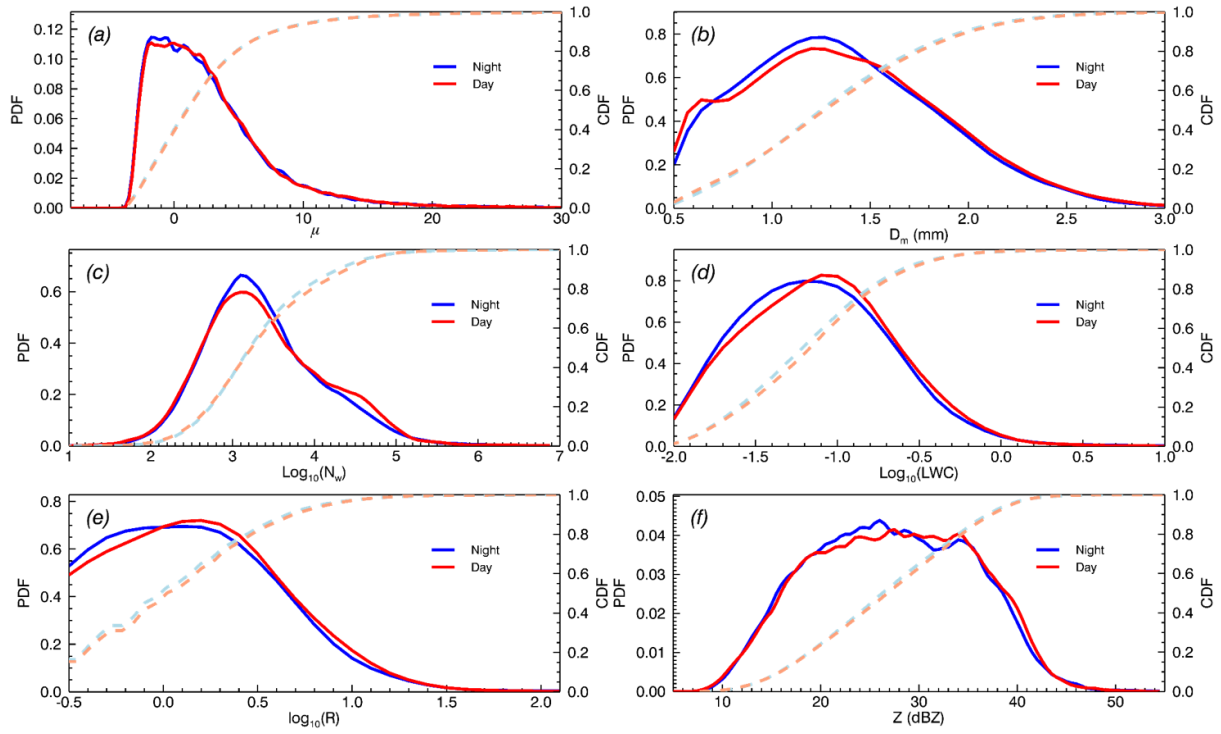 (a)
Night
Day
PDF
0.12
0.10
0.08
0.06
0.04
0.02
0.00
0
10
20
30
μ
CDF
1.0
0.8
0.6
0.4
0.2
0.0
(b)
Night
Day
PDF
0.8
0.6
0.4
0.2
0.0
0.5
1.0
1.5
2.0
2.5
3.0
Dm (mm)
CDF
1.0
0.8
0.6
0.4
0.2
0.0
(c)
Night
Day
PDF
0.6
0.4
0.2
0.0
1
2
3
4
5
6
7
Log10(Nw)
CDF
1.0
0.8
0.6
0.4
0.2
0.0
(d)
Night
Day
PDF
0.8
0.6
0.4
0.2
0.0
-2.0
-1.5
-1.0
-0.5
0.0
0.5
1.0
Log10(LWC)
CDF
1.0
0.8
0.6
0.4
0.2
0.0
(e)
Night
Day
PDF
0.8
0.6
0.4
0.2
0.0
-0.5
0.0
0.5
1.0
1.5
2.0
log10(R)
CDF
1.0
0.8
0.6
0.4
0.2
0.0
(f)
Night
Day
PDF
0.05
0.04
0.03
0.02
0.01
0.00
10
20
30
40
50
Z (dBZ)
CDF
1.0
0.8
0.6
0.4
0.2
0.0